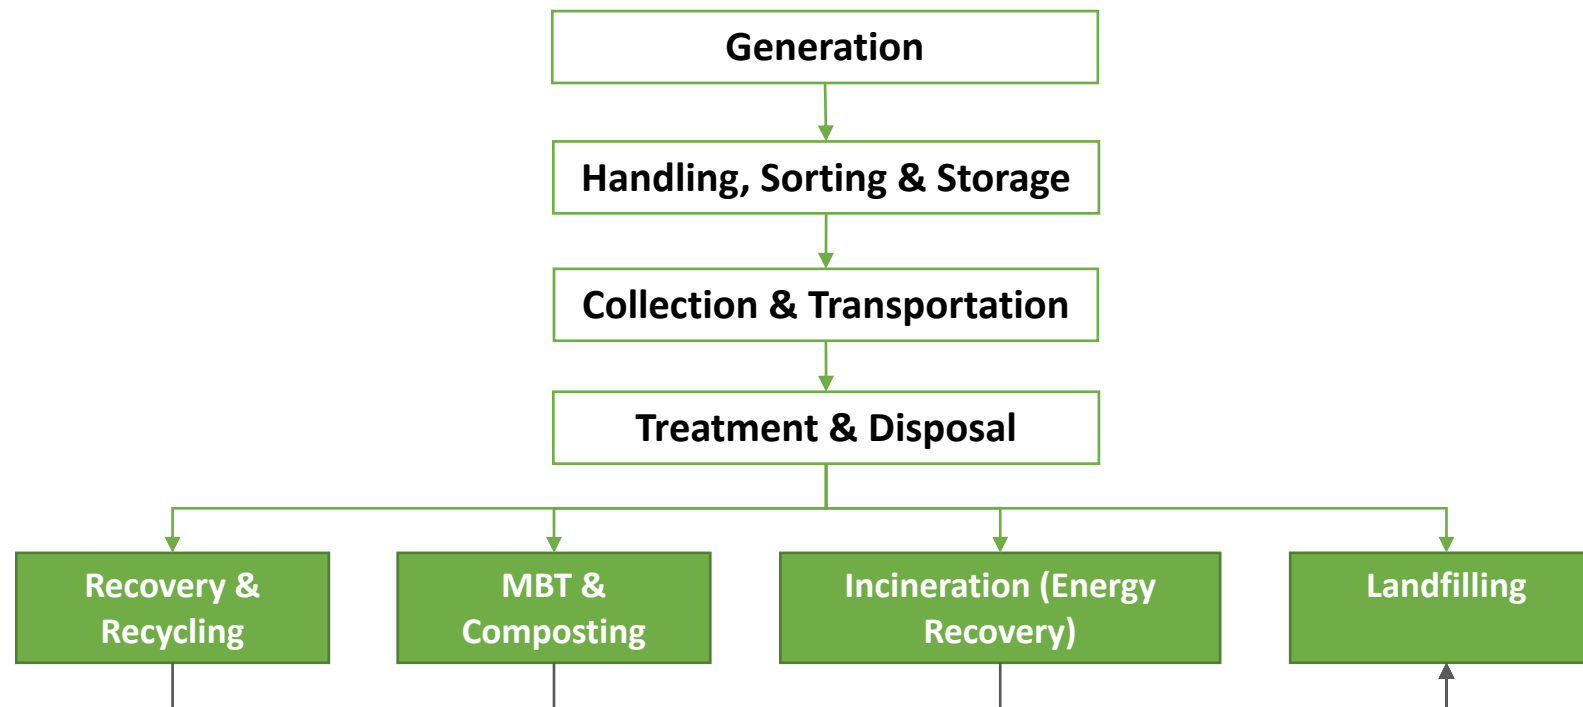 Generation
Handling, Sorting & Storage
Collection & Transportation
Treatment & Disposal
Recovery &
Recycling
MBT &
Composting
Incineration (Energy
Recovery)
Landfilling